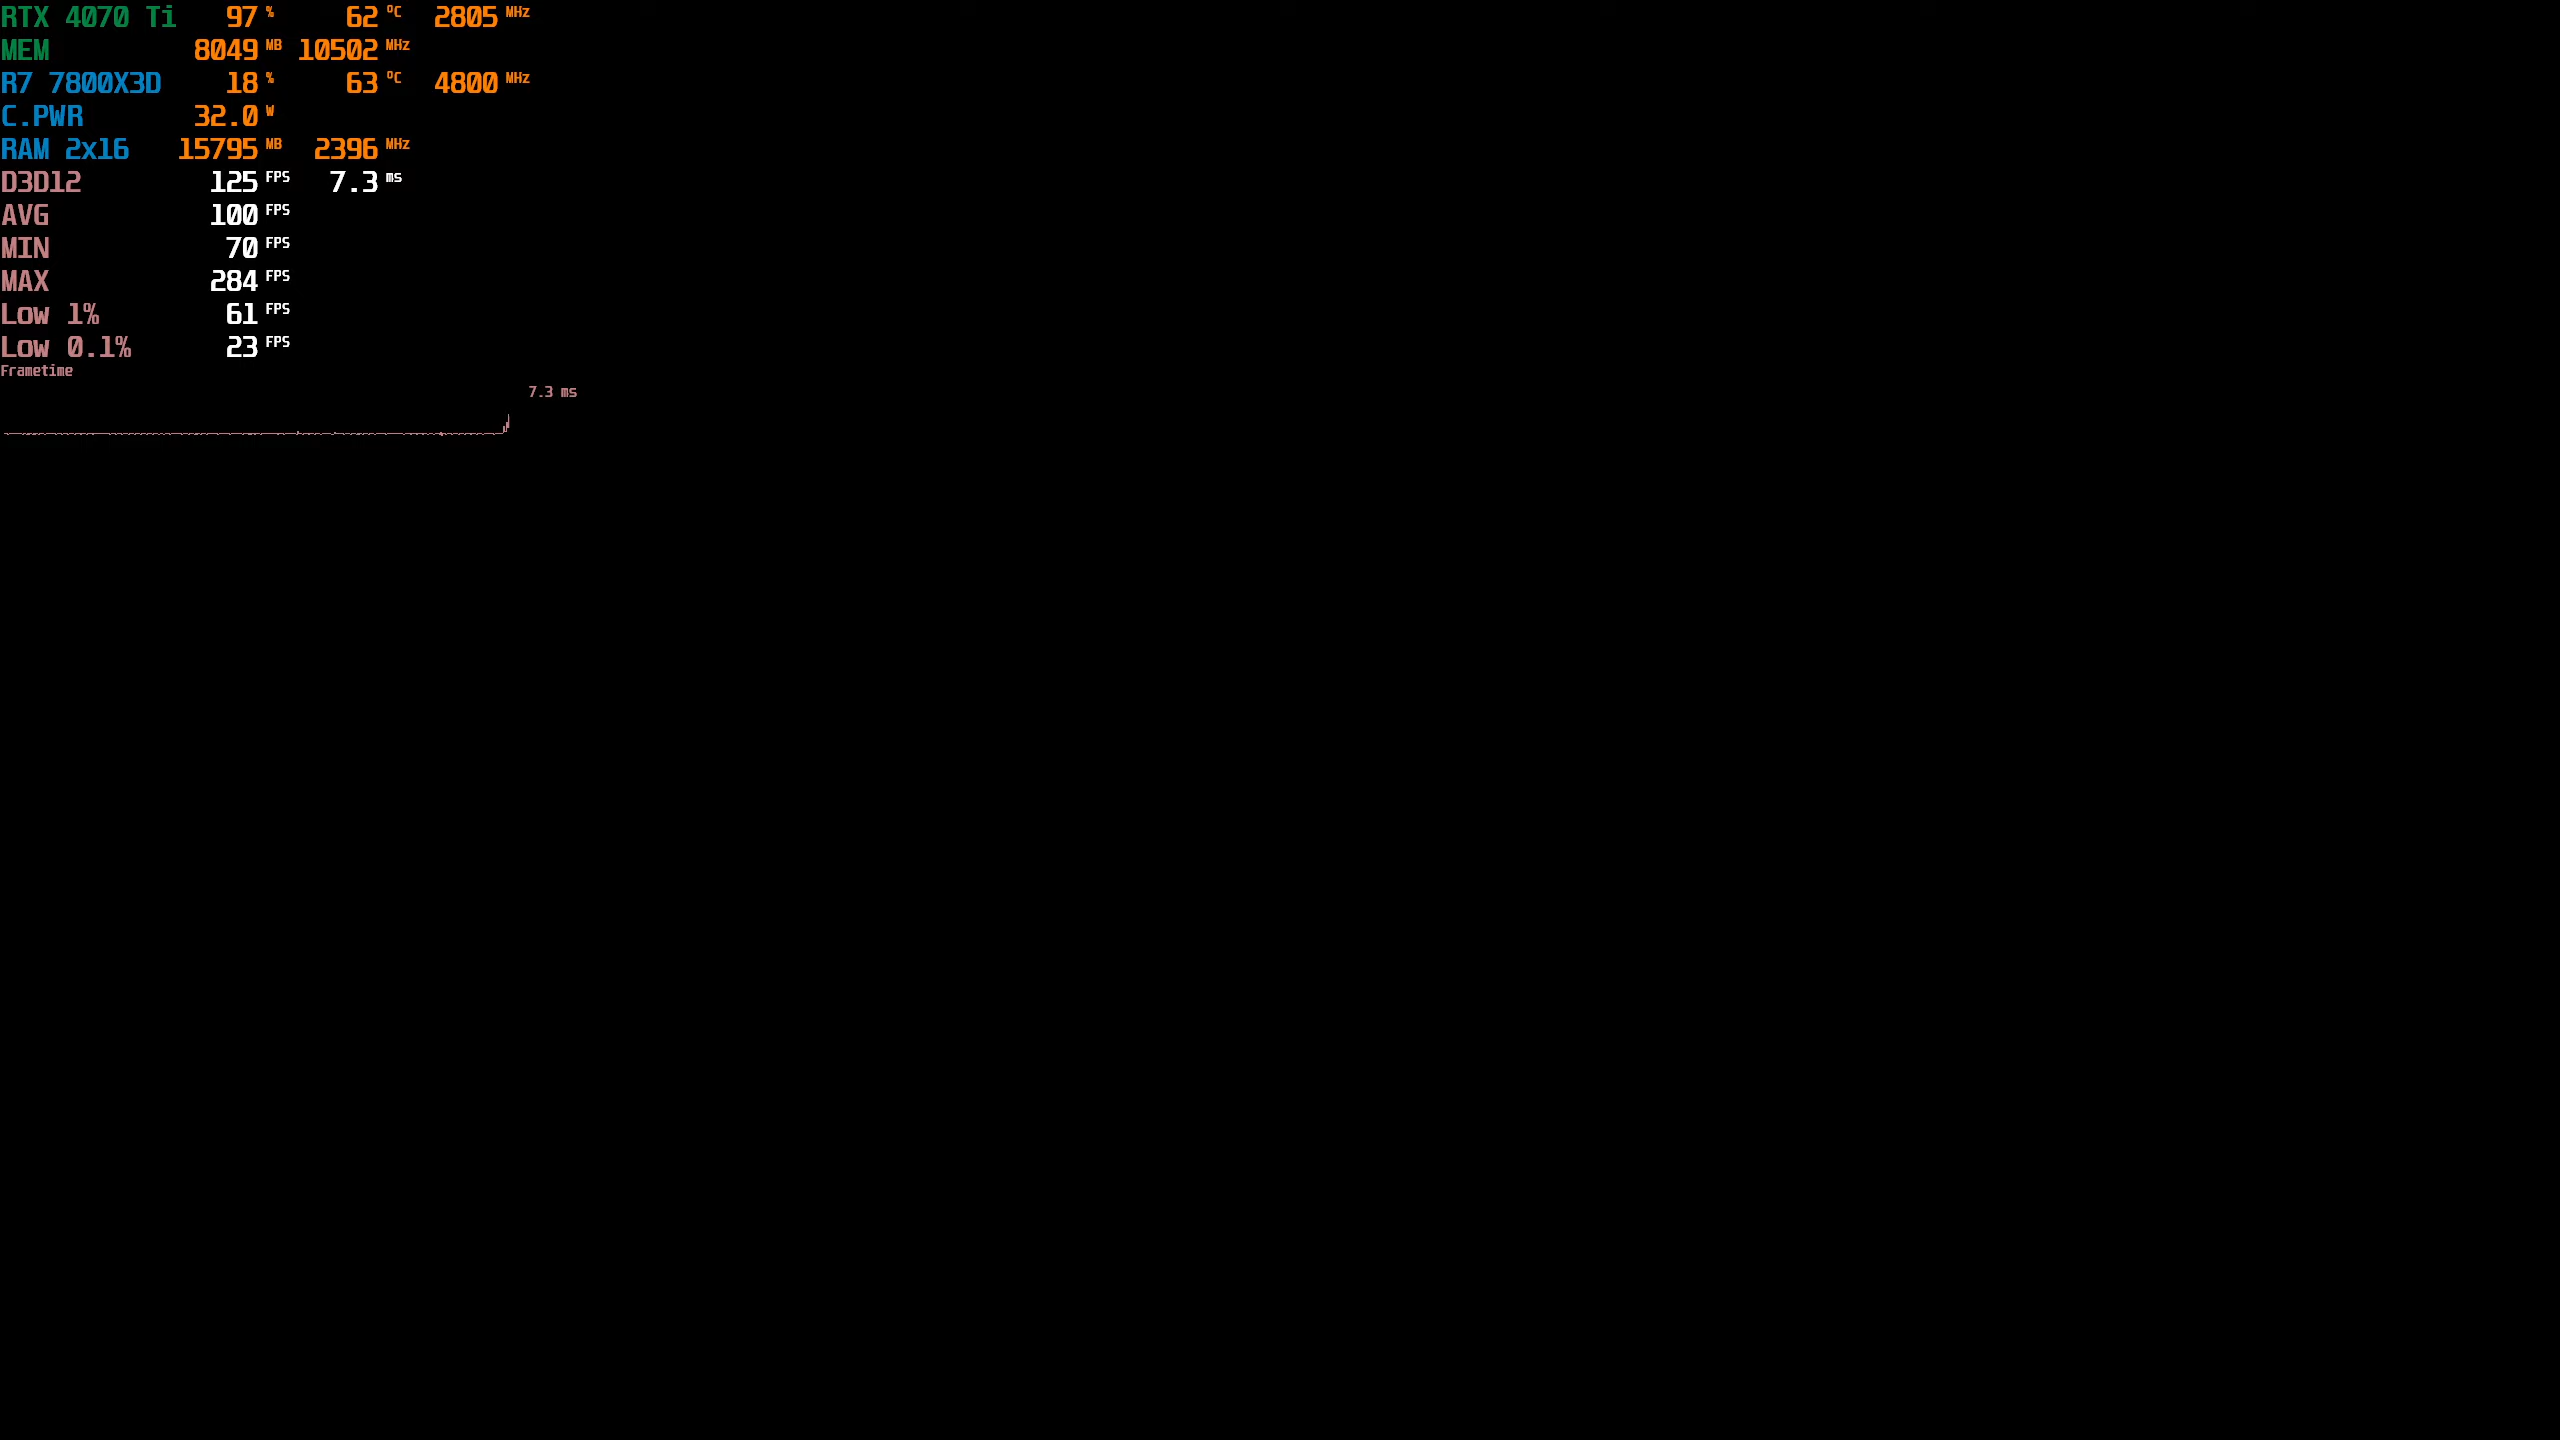 RTX 4070 Ti 97 % 62 °C 2805 MHz
MEM 8049 MB 10502 MHz
R7 7800X3D 18 % 63 °C 4800 MHz
C.PWR 32.0 W
RAM 2x16 15795 MB 2396 MHz
D3D12 125 FPS 7.3 ms
AVG 100 FPS
MIN 70 FPS
MAX 284 FPS
Low 1% 61 FPS
Low 0.1% 23 FPS
Frametime
7.3 ms